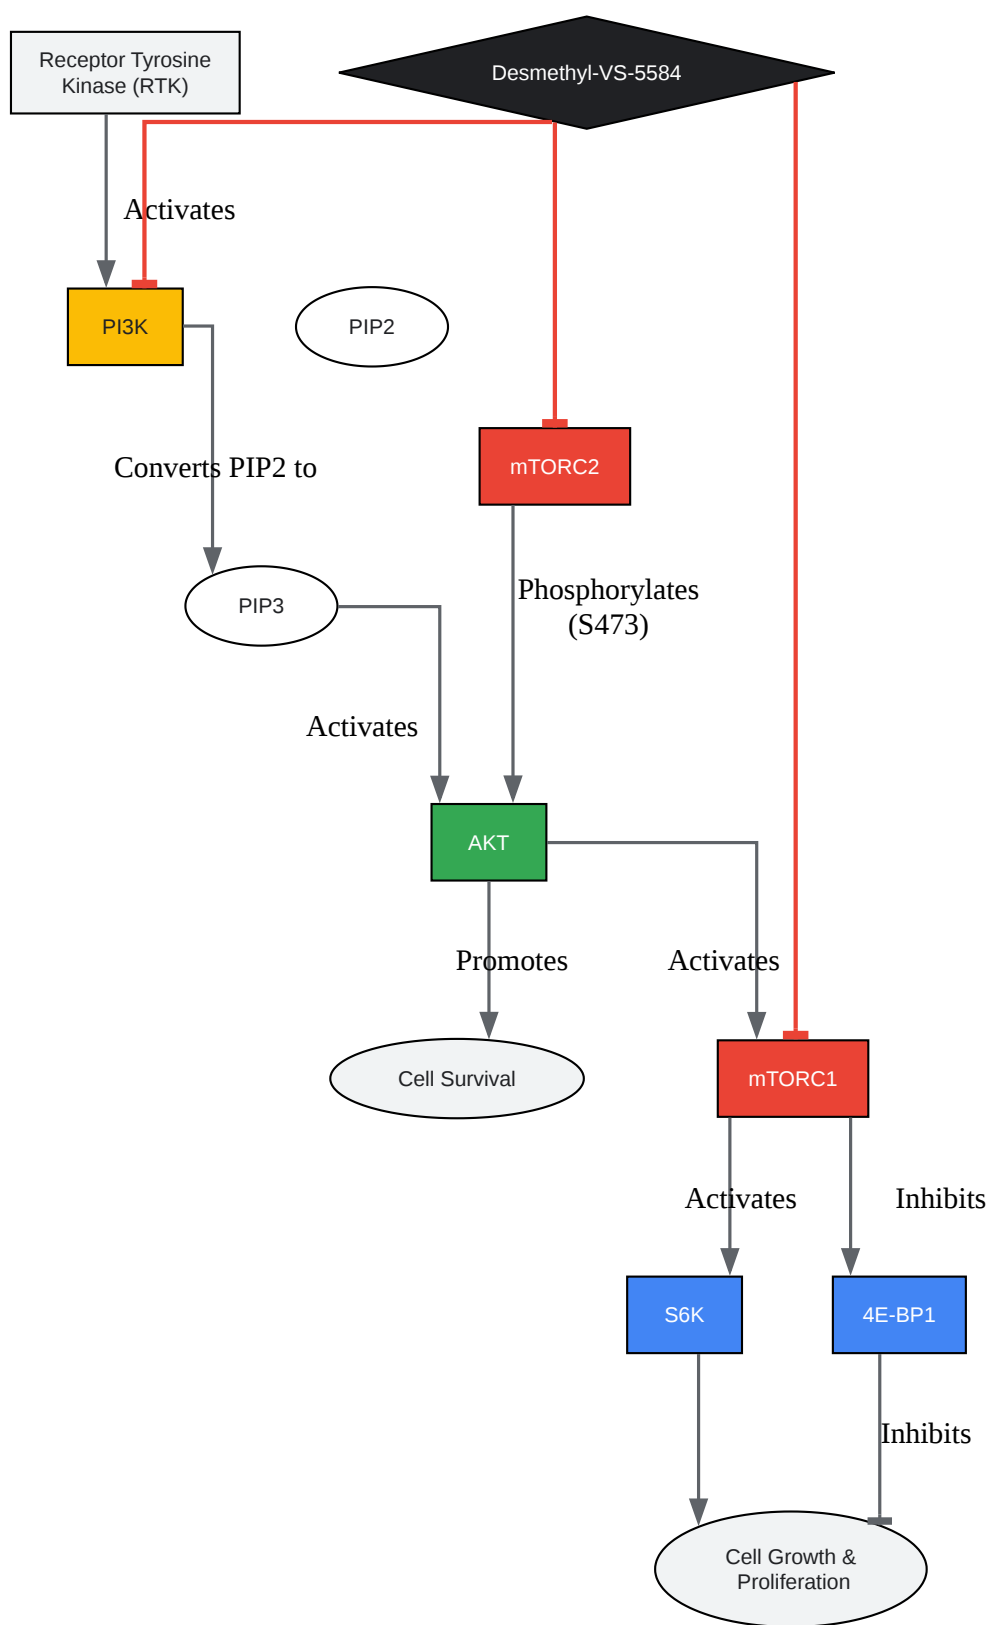 Receptor Tyrosine
Kinase (RTK)
Desmethyl-VS-5584
Activates
PI3K
PIP2
Converts PIP2 to
mTORC2
PIP3
Phosphorylates
(S473)
Activates
AKT
Promotes
Activates
Cell Survival
mTORC1
Activates
Inhibits
S6K
4E-BP1
Inhibits
Cell Growth &
Proliferation